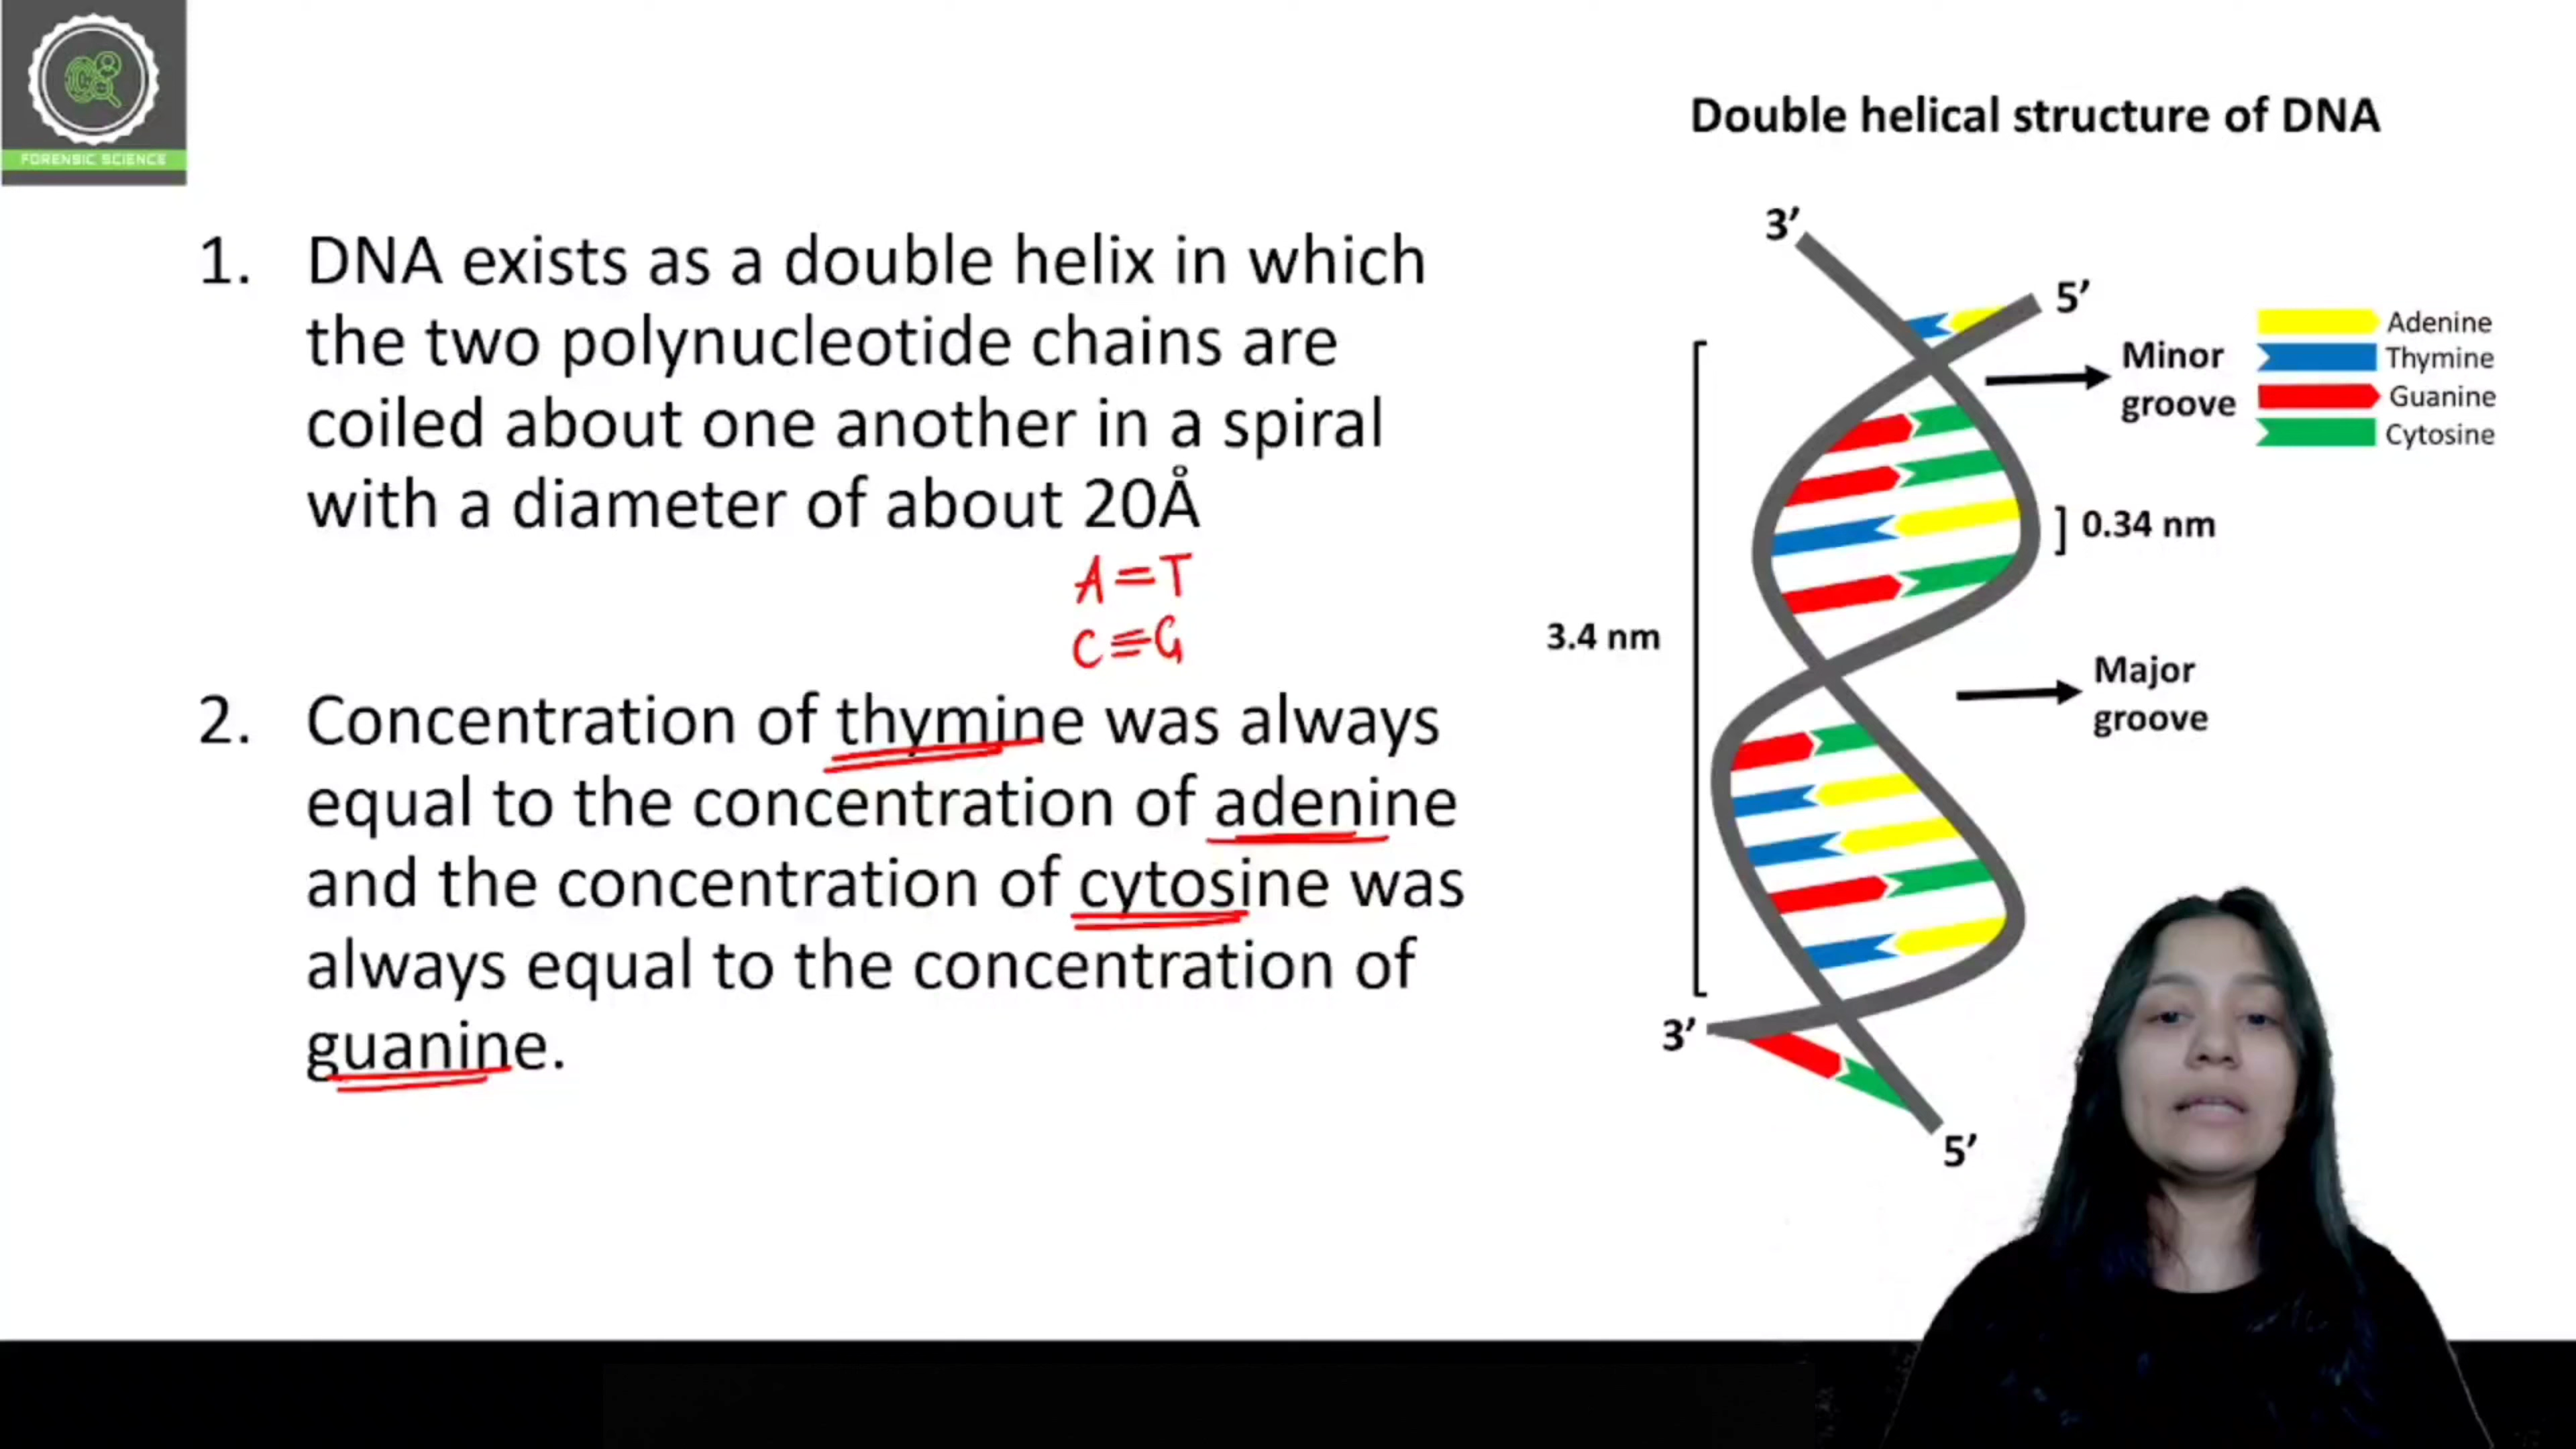 FORENSIC SCIENCE
Double helical structure of DNA
1. DNA exists as a double helix in which
the two polynucleotide chains are
coiled about one another in a spiral
with a diameter of about 20Å
A=T
C≡G
2. Concentration of thymine was always
equal to the concentration of adenine
and the concentration of cytosine was
always equal to the concentration of
guanine.
3’
5’
Minor
groove
Adenine
Thymine
Guanine
Cytosine
0.34 nm
3.4 nm
Major
groove
3’
5’